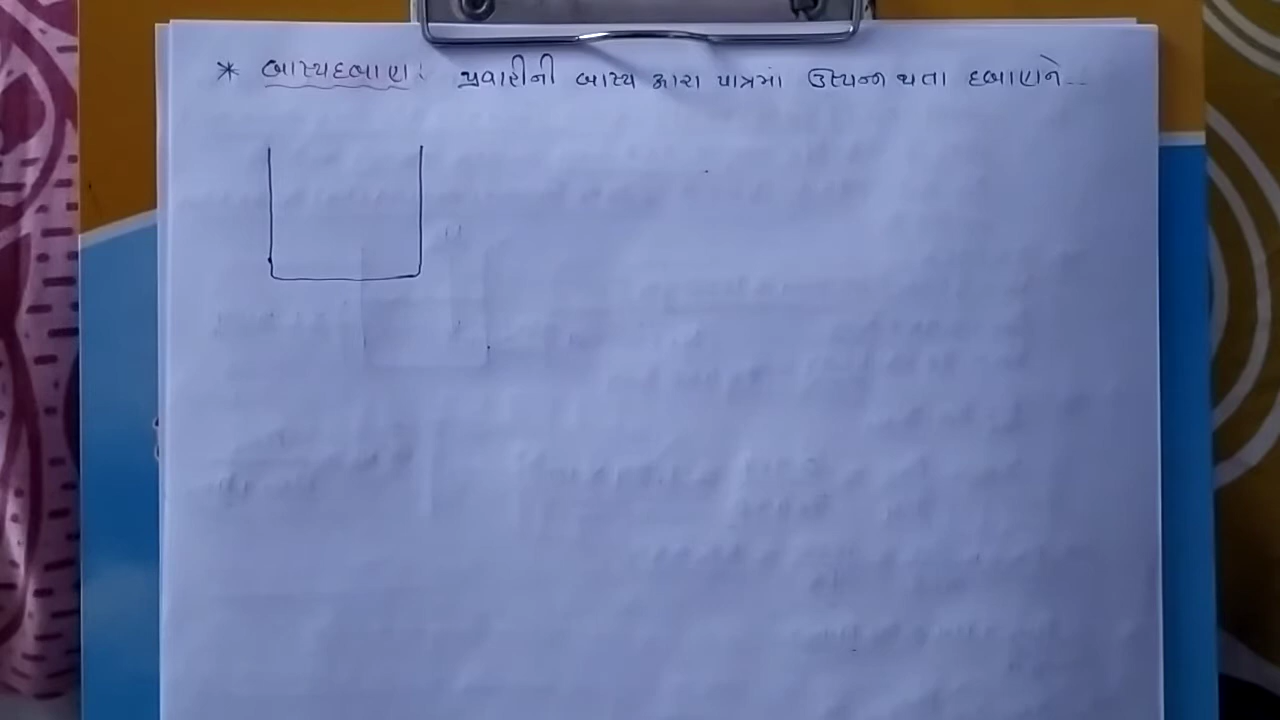 * બાષ્પદબાણ : પ્રવાહીની બાષ્પ દ્વારા પાત્રમાં ઉત્પન્ન થતા દબાણને...